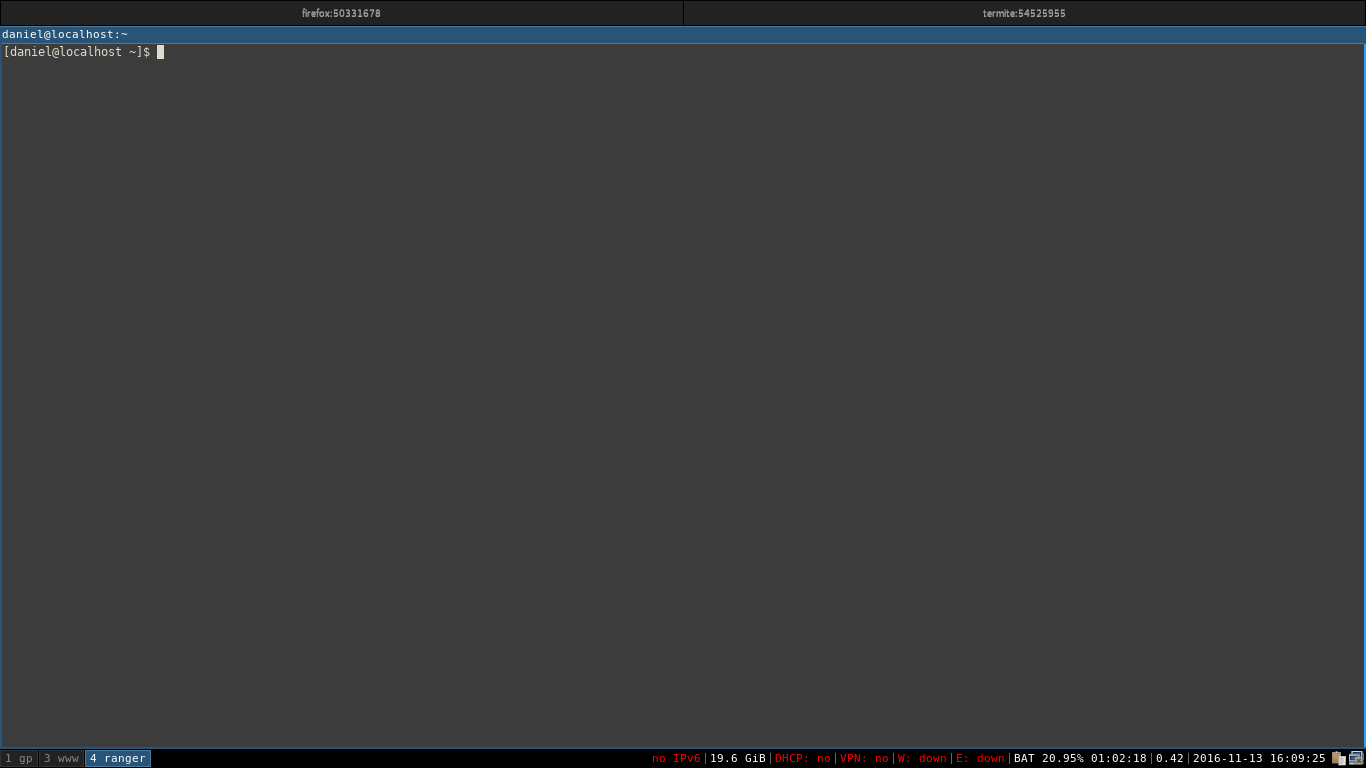 firefox:50331678 termite:54525955
daniel@localhost:~
[daniel@localhost ~]$
1 gp 3 www 4 ranger no IPv6|19.6 GiB|DHCP: no|VPN: no|W: down|E: down|BAT 20.95% 01:02:18|0.42|2016-11-13 16:09:25